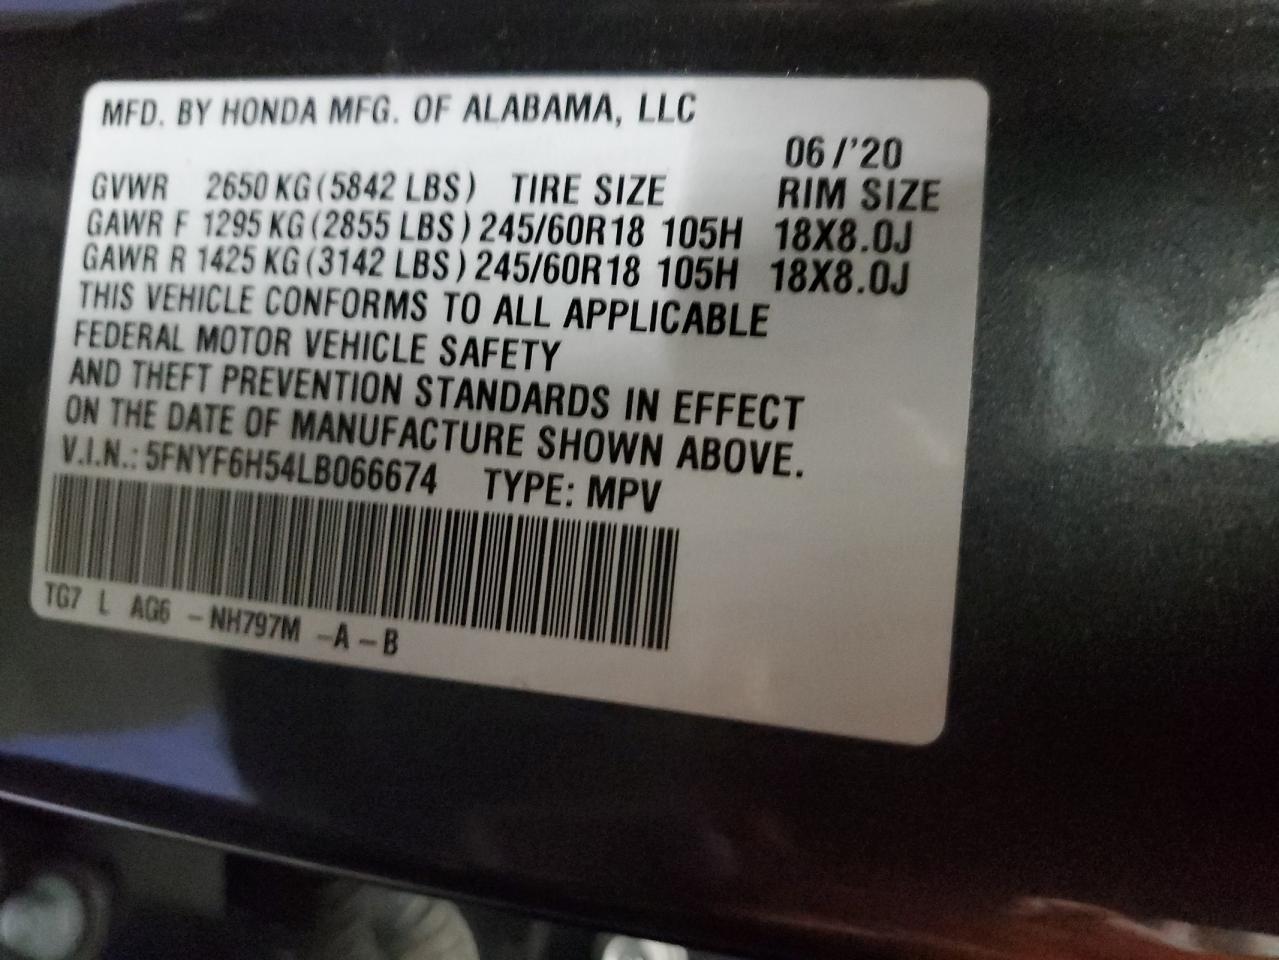 MFD. BY HONDA MFG. OF ALABAMA, LLC
06/'20
GVWR 2650 KG (5842 LBS) TIRE SIZE RIM SIZE
GAWR F 1295 KG (2855 LBS) 245/60R18 105H 18X8.0J
GAWR R 1425 KG (3142 LBS) 245/60R18 105H 18X8.0J
THIS VEHICLE CONFORMS TO ALL APPLICABLE
FEDERAL MOTOR VEHICLE SAFETY
AND THEFT PREVENTION STANDARDS IN EFFECT
ON THE DATE OF MANUFACTURE SHOWN ABOVE.
V.I.N.: 5FNYF6H54LB066674 TYPE: MPV
TG7 L AG6 - NH797M - A - B